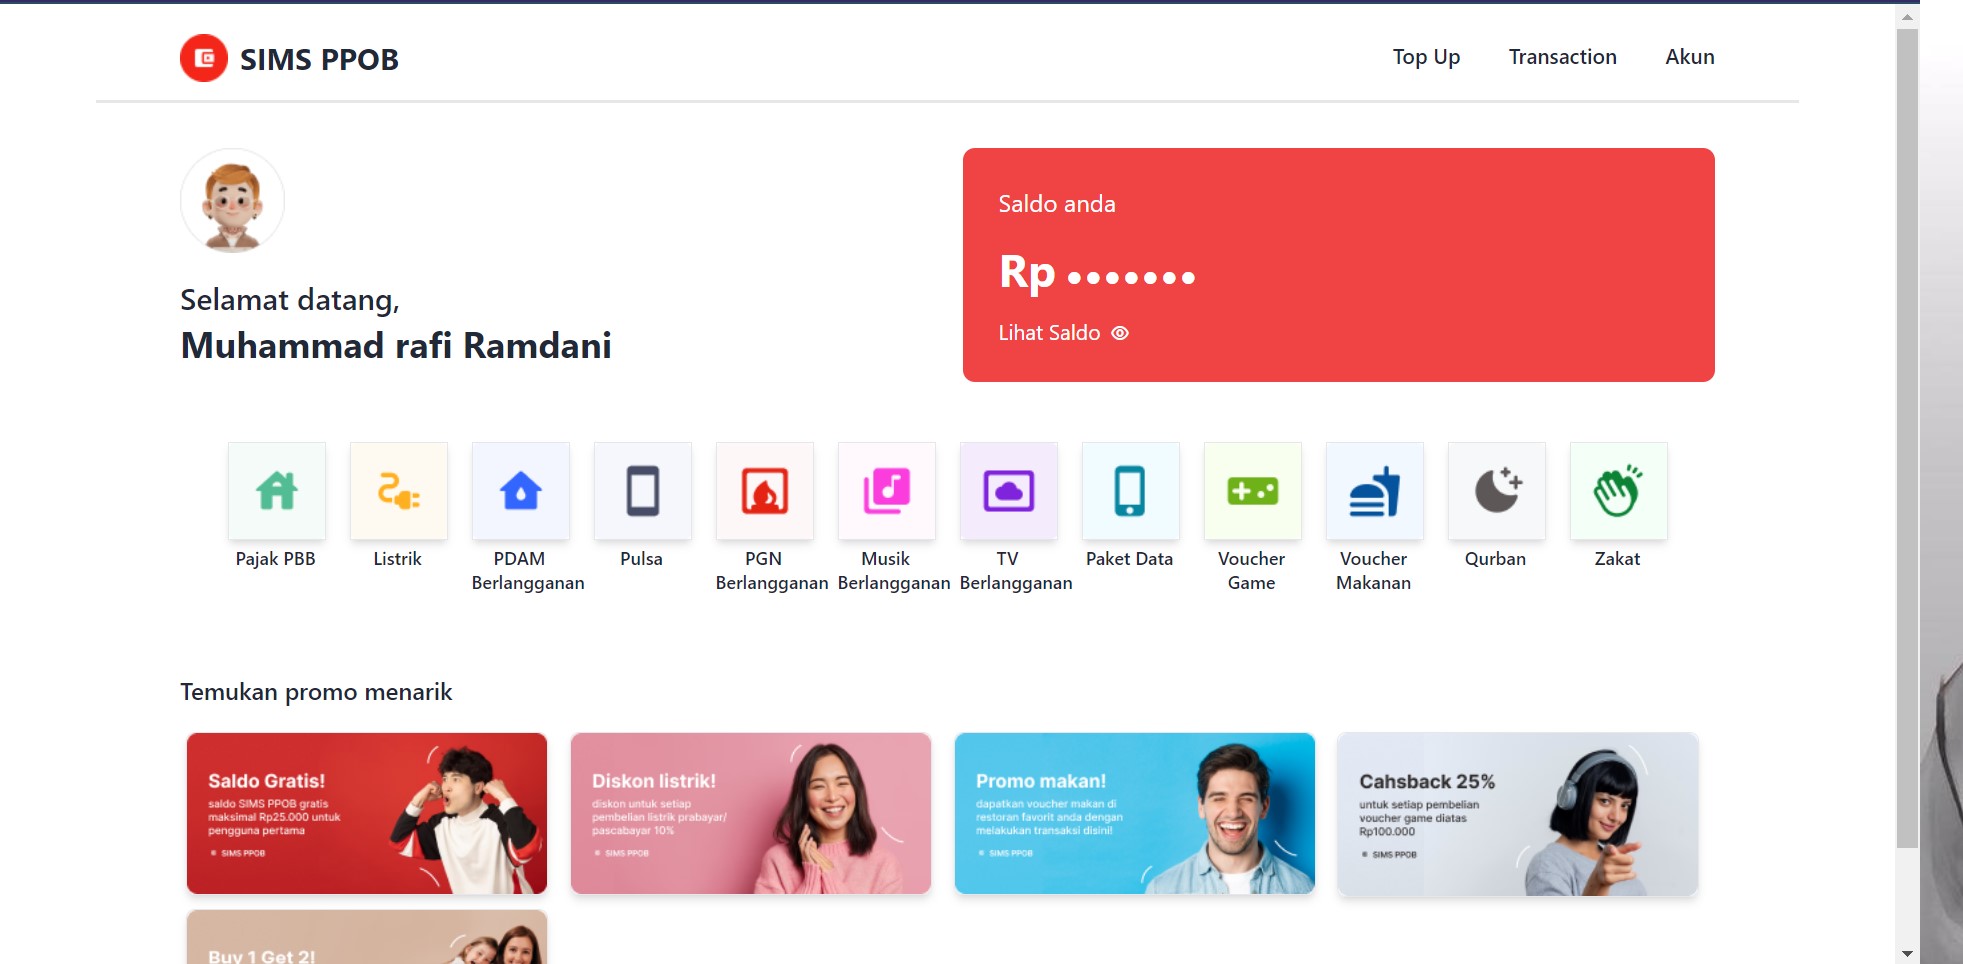 SIMS PPOB
Top Up
Transaction
Akun
Selamat datang,
Muhammad rafi Ramdani
Saldo anda
Rp •••••••
Lihat Saldo
Pajak PBB
Listrik
PDAM
Berlangganan
Pulsa
PGN
Berlangganan
Musik
Berlangganan
TV
Berlangganan
Paket Data
Voucher
Game
Voucher
Makanan
Qurban
Zakat
Temukan promo menarik
Saldo Gratis!
saldo SIMS PPOB gratis
maksimal Rp25.000 untuk
pengguna pertama
SIMS PPOB
Diskon listrik!
diskon untuk setiap
pembelian listrik prabayar/
pascabayar 10%
SIMS PPOB
Promo makan!
dapatkan voucher makan di
restoran favorit anda dengan
melakukan transaksi disini!
SIMS PPOB
Cahsback 25%
untuk setiap pembelian
voucher game diatas
Rp100.000
SIMS PPOB
Buy 1 Get 2!